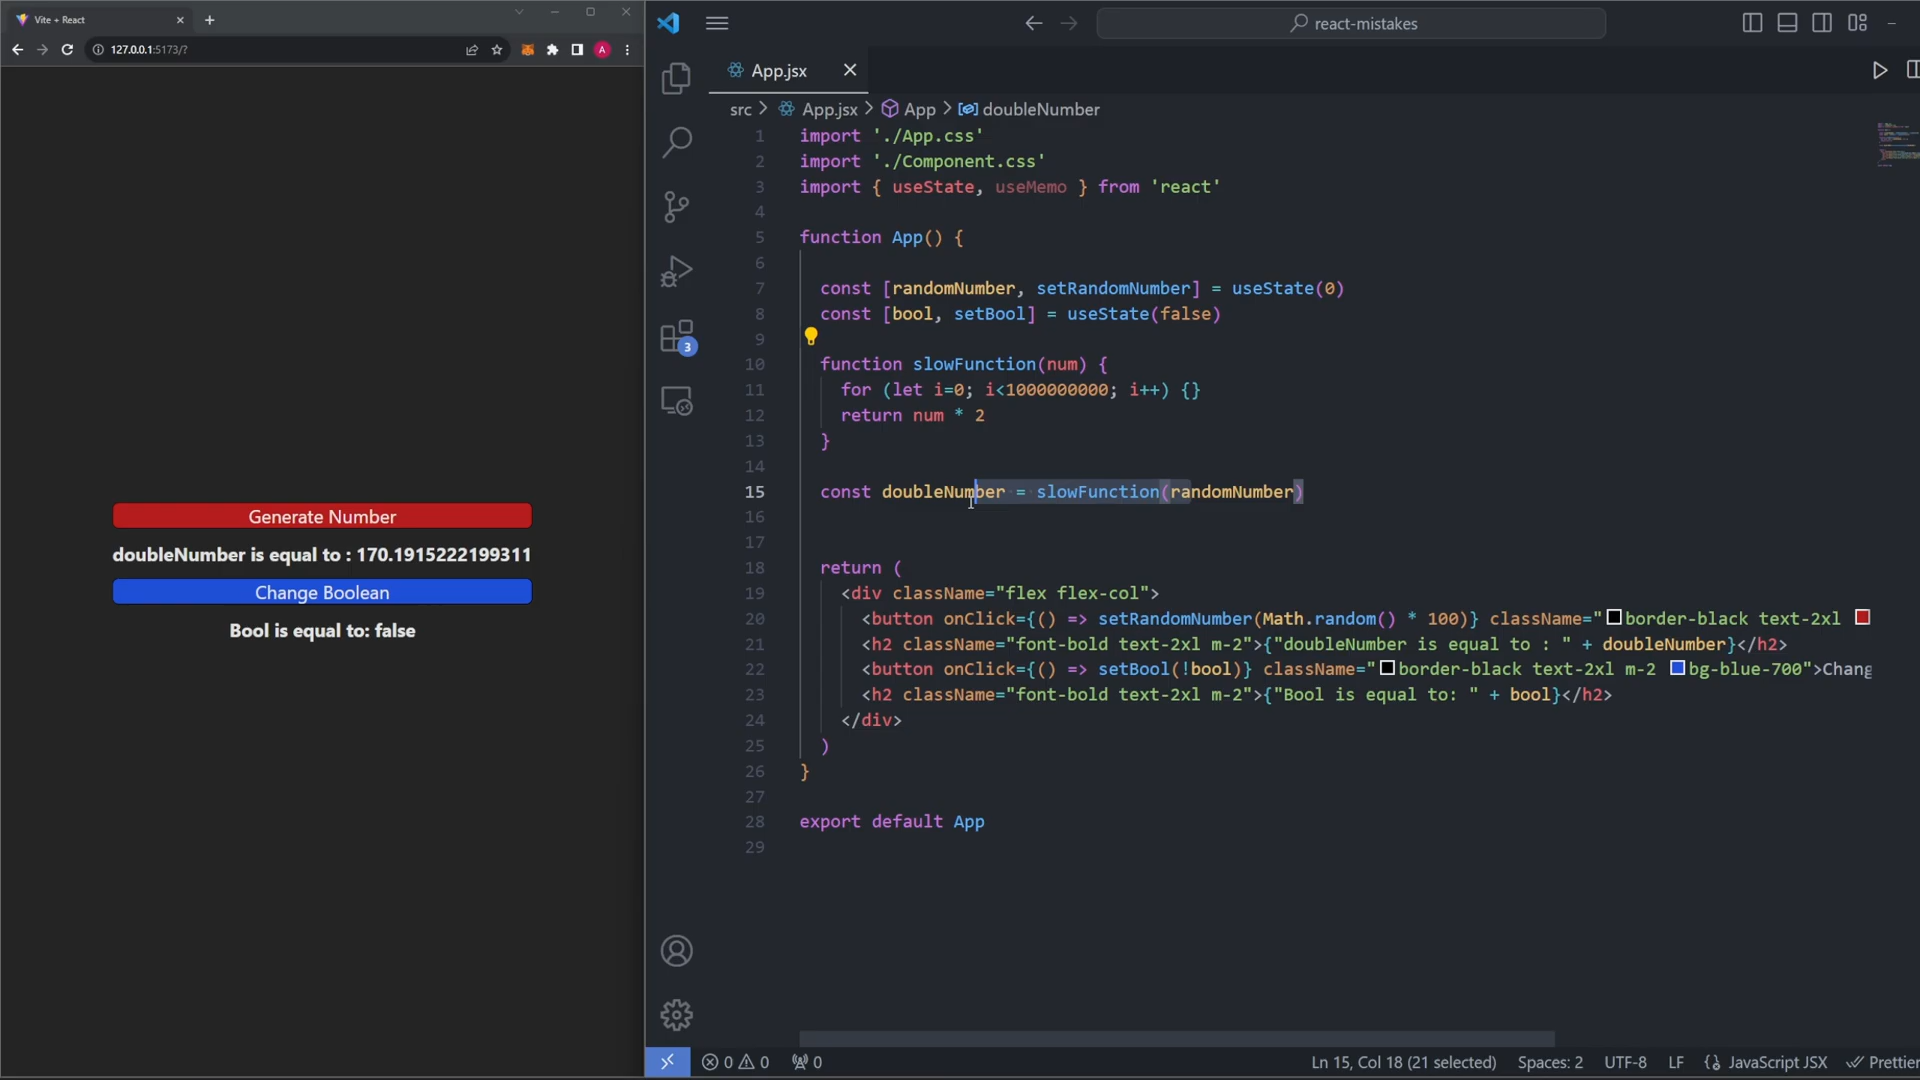 Vite + React
127.0.0.1:5173/?
A
Generate Number
doubleNumber is equal to : 170.1915222199311
Change Boolean
Bool is equal to: false
react-mistakes
App.jsx
src > App.jsx > App > doubleNumber
3
1 import './App.css'
2 import './Component.css'
3 import { useState, useMemo } from 'react'
4
5 function App() {
6
7 const [randomNumber, setRandomNumber] = useState(0)
8 const [bool, setBool] = useState(false)
9
10 function slowFunction(num) {
11 for (let i=0; i<1000000000; i++) {}
12 return num * 2
13 }
14
15 const doubleNumber = slowFunction(randomNumber)
16
17
18 return (
19 <div className="flex flex-col">
20 <button onClick={() => setRandomNumber(Math.random() * 100)} className="border-black text-2xl
21 <h2 className="font-bold text-2xl m-2">{"doubleNumber is equal to : " + doubleNumber}</h2>
22 <button onClick={() => setBool(!bool)} className="border-black text-2xl m-2 bg-blue-700">Chang
23 <h2 className="font-bold text-2xl m-2">{"Bool is equal to: " + bool}</h2>
24 </div>
25 )
26 }
27
28 export default App
29
0 0 0
Ln 15, Col 18 (21 selected) Spaces: 2 UTF-8 LF JavaScript JSX Prettier